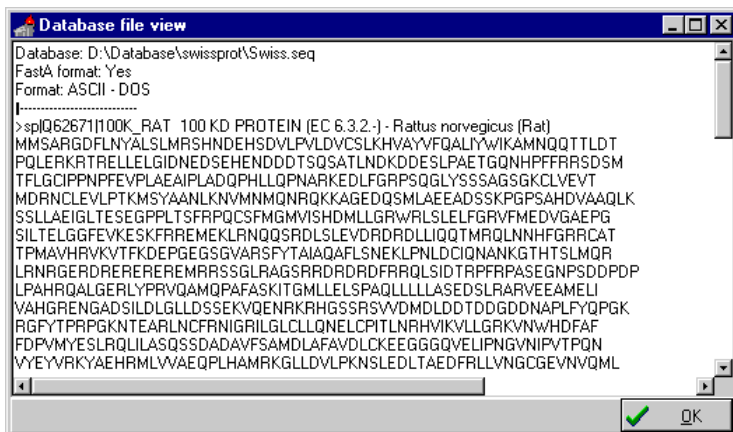 Database file view
Database: D:\Database\swissprot\Swiss.seq
FastA format: Yes
Format: ASCII - DOS
|---------------------------
>sp|Q62671|100K_RAT 100 KD PROTEIN (EC 6.3.2.-) - Rattus norvegicus (Rat)
MMSARGDFLNYALSLMRSHNDEHSDVLPVLDVCSLKHVAYVFQALIYWIKAMNQQTTLDT
PQLERKRTRELLELGIDNEDSEHENDDDTSQSATLNDKDDESLPAETGQNHPFFRRSDSM
TFLGCIPPNPFEVPLAEAIPLADQPHLLQPNARKEDLFGRPSQGLYSSSAGSGKCLVEVT
MDRNCLEVLPTKMSYAANLKNVMNMQNRQKKAGEDQSMLAEEADSSKPGPSAHDVAAQLK
SSLLAEIGLTESEGPPLTSFRPQCSFMGMVISHDMLLGRWRLSLELFGRVFMEDVGAEPG
SILTELGGFEVKESKFRREMEKLRNQQSRDLSLEVDRDRDLLIQQTMRQLNNHFGRRCAT
TPMAVHRVKVTFKDEPGEGSGVARSFYTAIAQAFLSNEKLPNLDCIQNANKGTHTSLMQR
LRNRGERDREREREREMRRSSGLRAGSRRDRDRDFRRQLSIDTRPFRPASEGNPSDDPDP
LPAHRQALGERLYPRVQAMQPAFASKITGMLLELSPAQLLLLLASEDSLRARVEEAMELI
VAHGRENGADSILDLGLLDSSEKVQENRKRHGSSRSVVDMDLDDTDDGDDNAPLFYQPGK
RGFYTPRPGKNTEARLNCFRNIGRILGLCLLQNELCPITLNRHVIKVLLGRKVNWHDFAF
FDPVMYESLRQLILASQSSDADAVFSAMDLAFAVDLCKEEGGGQVELIPNGVNIPVTPQN
VYEYVRKYAEHRMLVVAEQPLHAMRKGLLDVLPKNSLEDLTAEDFRLLVNGCGEVNVQML
OK